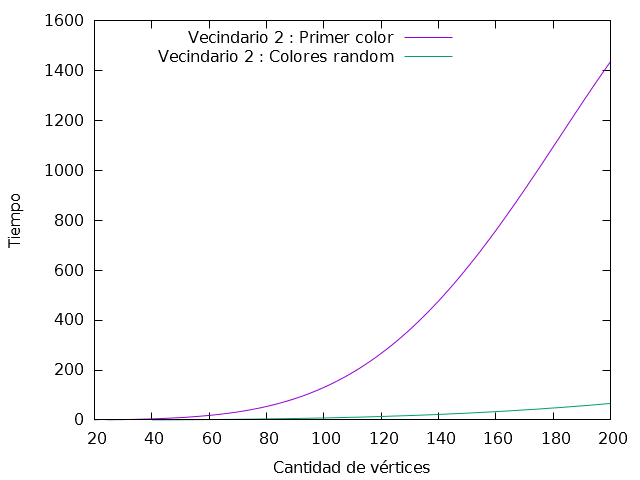 1600
1400
1200
1000
800
600
400
200
0
Tiempo
Vecindario 2 : Primer color
Vecindario 2 : Colores random
20 40 60 80 100 120 140 160 180 200
Cantidad de vértices